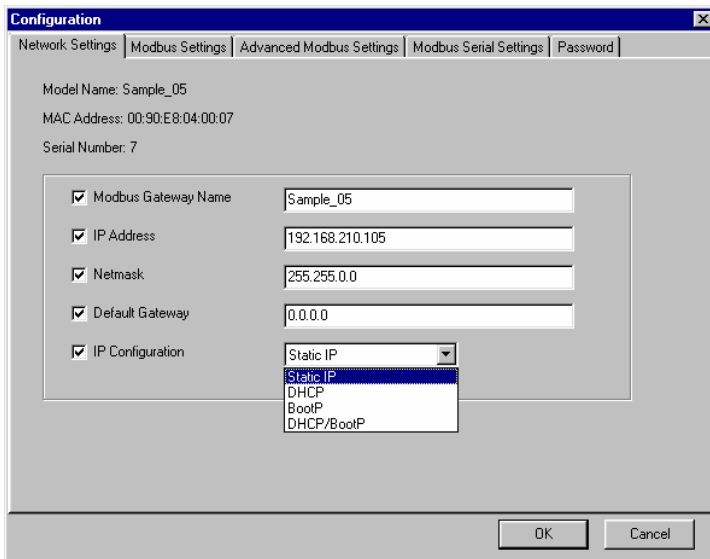 Configuration
Network Settings Modbus Settings Advanced Modbus Settings Modbus Serial Settings Password
Model Name: Sample_05
MAC Address: 00:90:E8:04:00:07
Serial Number: 7
Modbus Gateway Name Sample_05
IP Address 192.168.210.105
Netmask 255.255.0.0
Default Gateway 0.0.0.0
IP Configuration Static IP
Static IP
DHCP
BootP
DHCP/BootP
OK Cancel